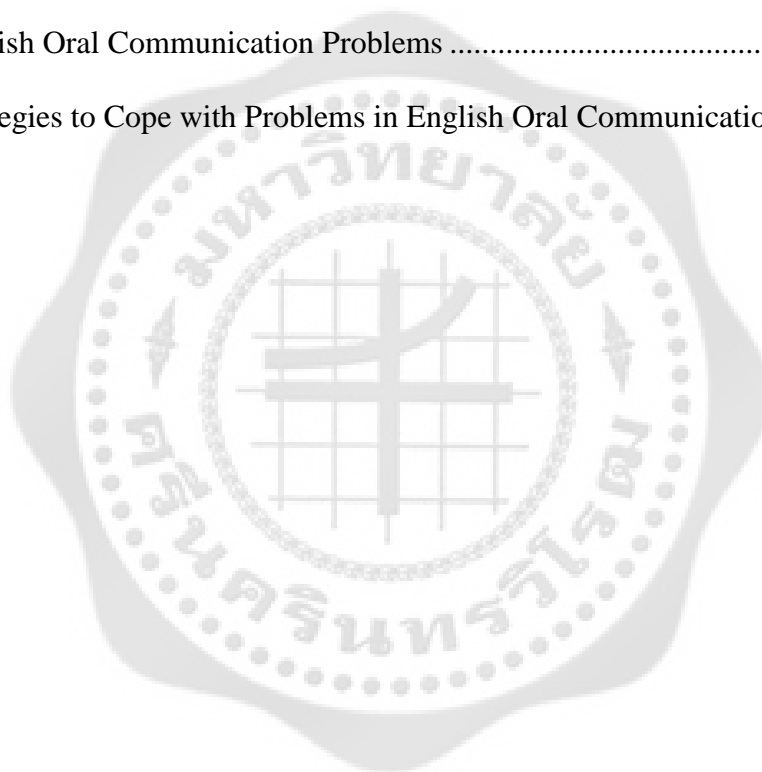 ish Oral Communication Problems ....................................
egies to Cope with Problems in English Oral Communicatio
มหาวิทยาลัย
ศรีนครินทรวิโรฒ